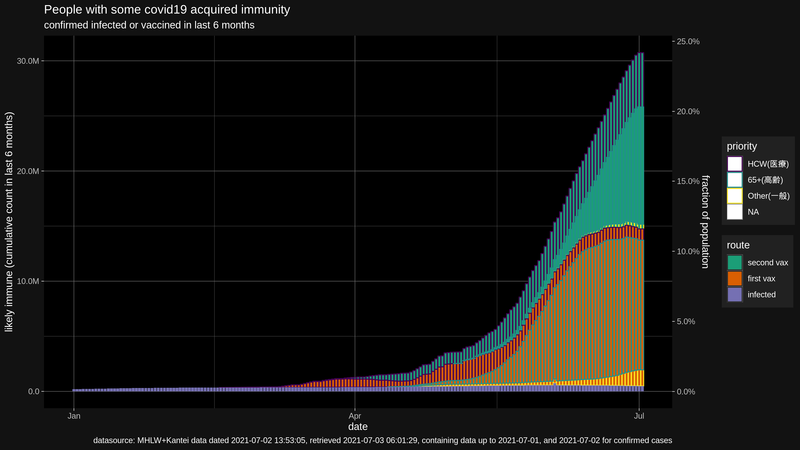 People with some covid19 acquired immunity
confirmed infected or vaccined in last 6 months
likely immune (cumulative count in last 6 months)
30.0M
20.0M
10.0M
0.0
25.0%
20.0%
15.0%
10.0%
5.0%
0.0%
fraction of population
Jan
Apr
Jul
date
priority
HCW(医療)
65+(高齢)
Other(一般)
NA
route
second vax
first vax
infected
datasource: MHLW+Kantei data dated 2021-07-02 13:53:05, retrieved 2021-07-03 06:01:29, containing data up to 2021-07-01, and 2021-07-02 for confirmed cases